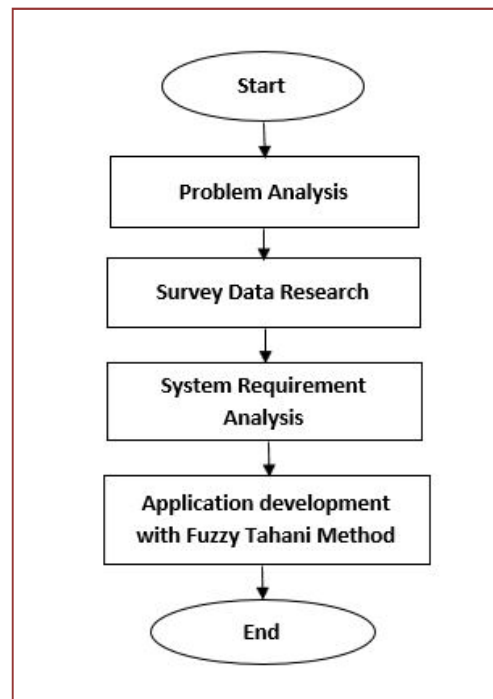 Start
Problem Analysis
Survey Data Research
System Requirement
Analysis
Application development
with Fuzzy Tahani Method
End